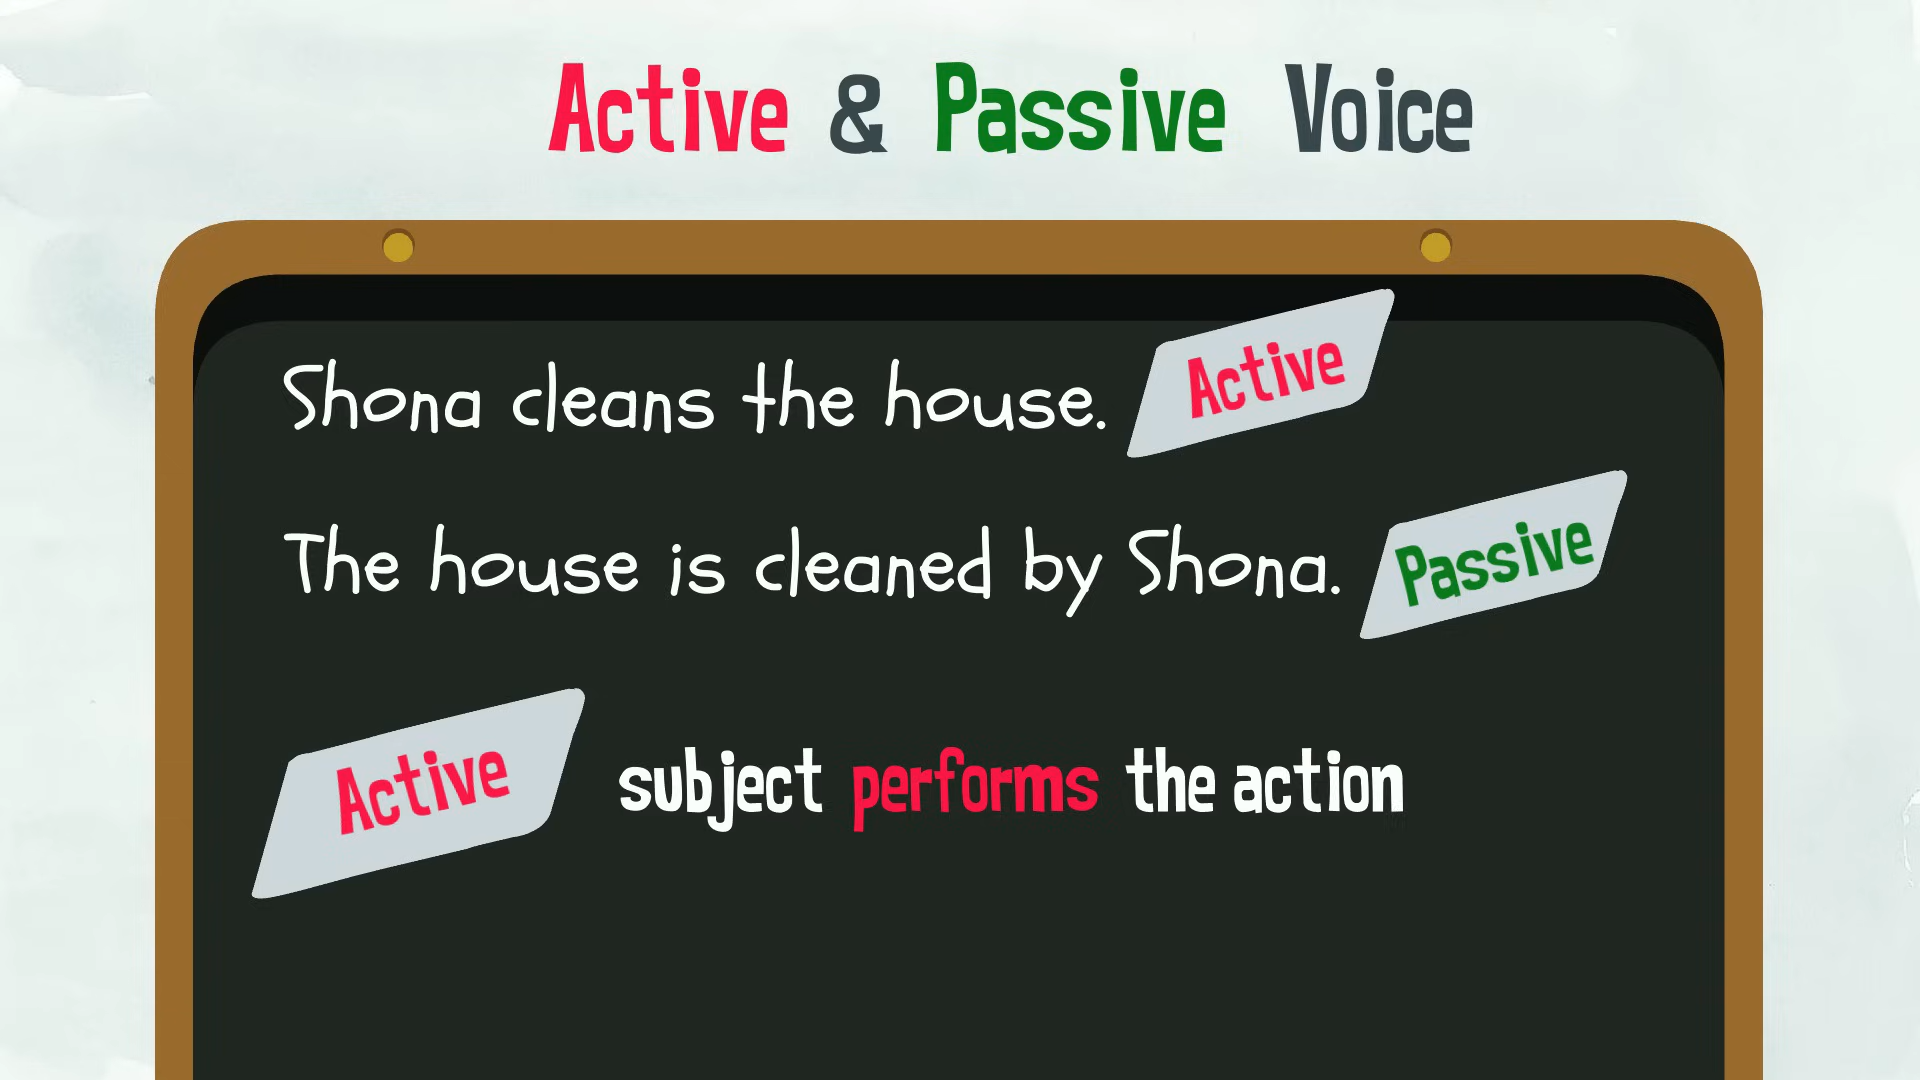 Active & Passive Voice
Shona cleans the house. Active
The house is cleaned by Shona. Passive
Active subject performs the action